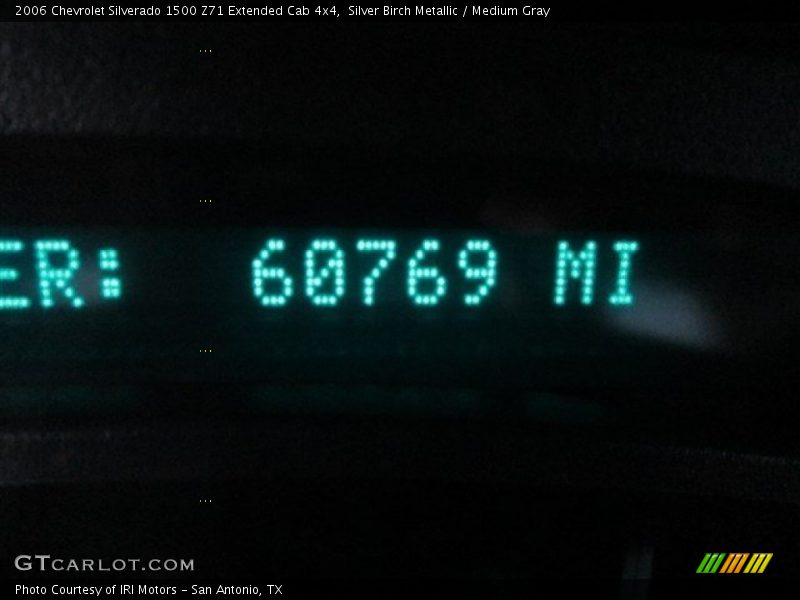 2006 Chevrolet Silverado 1500 Z71 Extended Cab 4x4,  Silver Birch Metallic / Medium Gray
ER: 60769 MI
GTCARLOT.COM
Photo Courtesy of IRI Motors - San Antonio, TX